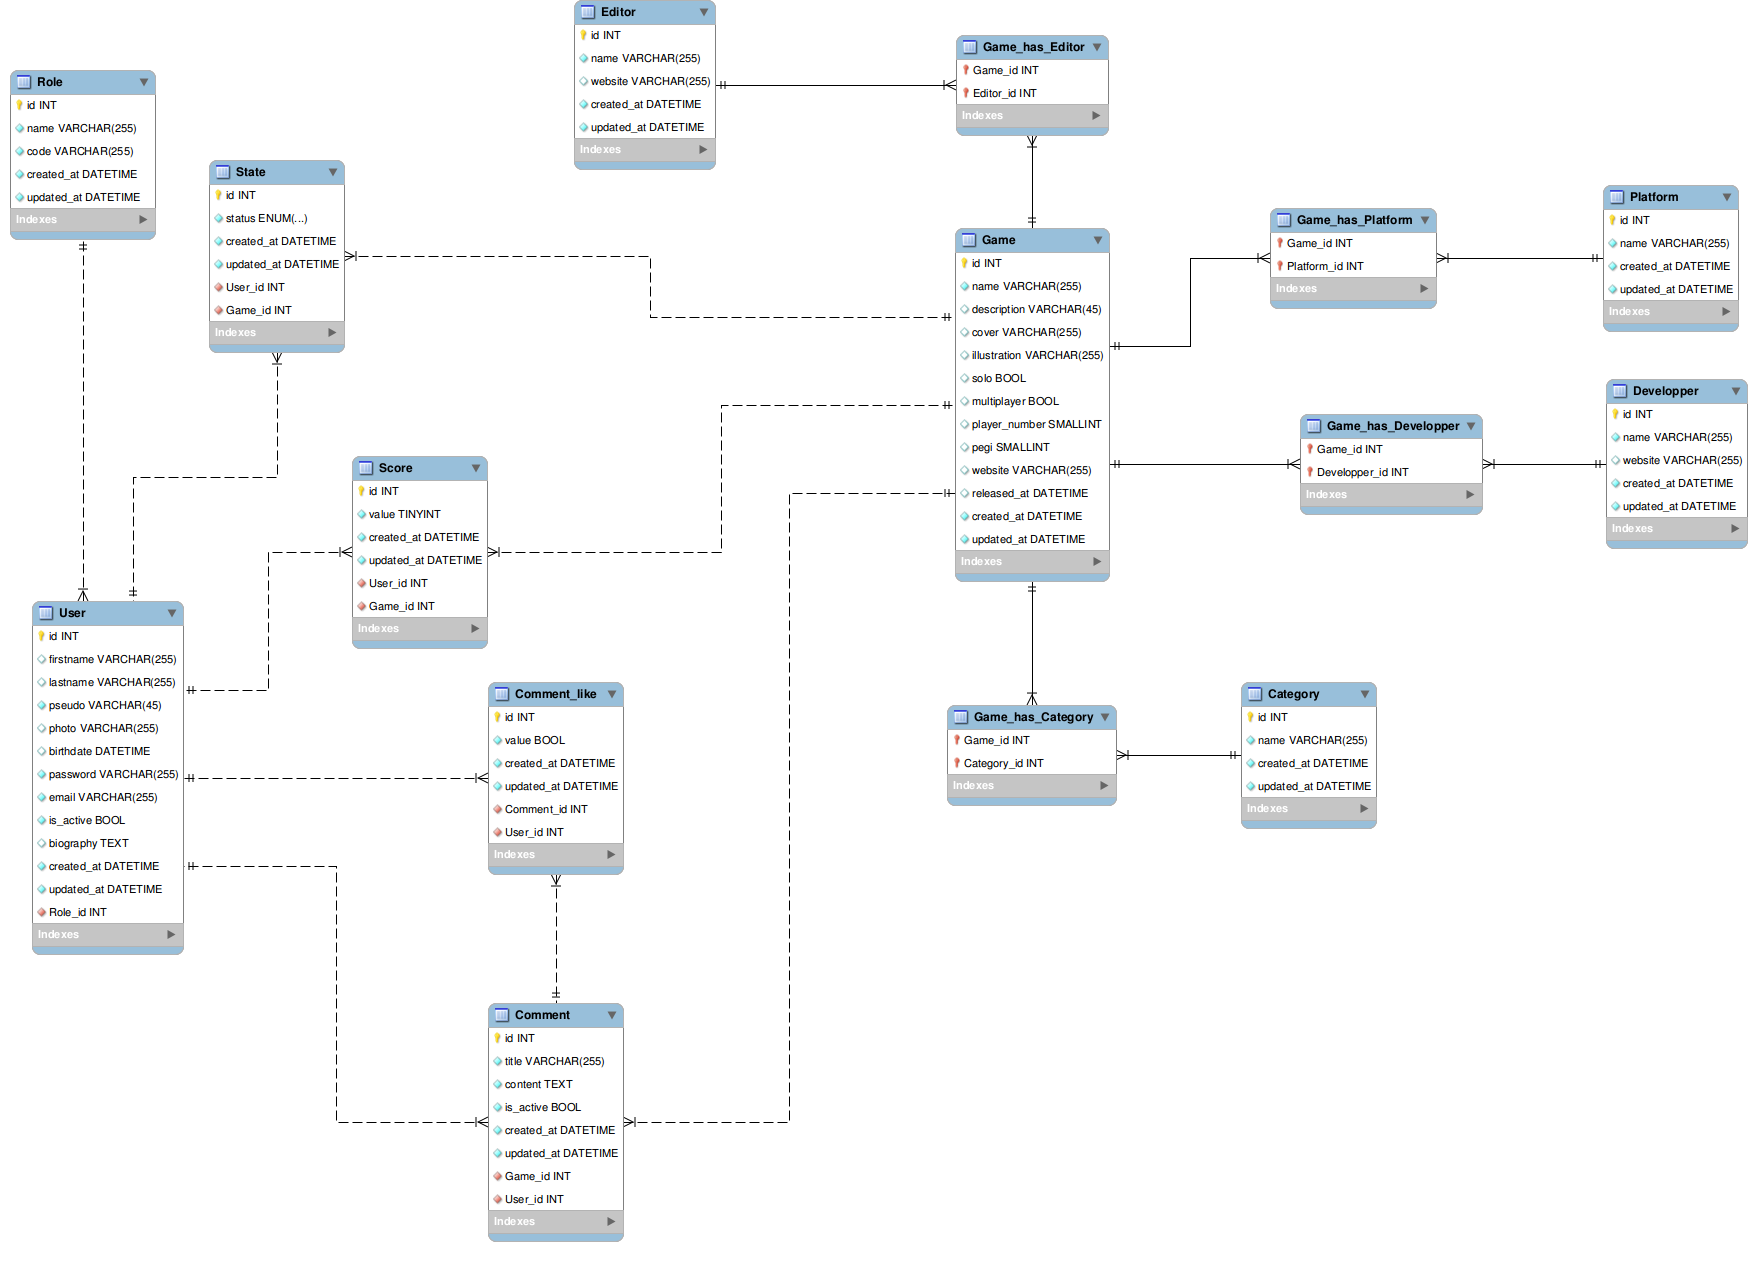 Editor
id INT
name VARCHAR(255)
website VARCHAR(255)
created_at DATETIME
updated_at DATETIME
Indexes
Game_has_Editor
Game_id INT
Editor_id INT
Indexes
Role
id INT
name VARCHAR(255)
code VARCHAR(255)
created_at DATETIME
updated_at DATETIME
Indexes
State
id INT
status ENUM(...)
created_at DATETIME
updated_at DATETIME
User_id INT
Game_id INT
Indexes
Game
id INT
name VARCHAR(255)
description VARCHAR(45)
cover VARCHAR(255)
illustration VARCHAR(255)
solo BOOL
multiplayer BOOL
player_number SMALLINT
pegi SMALLINT
website VARCHAR(255)
released_at DATETIME
created_at DATETIME
updated_at DATETIME
Indexes
Game_has_Platform
Game_id INT
Platform_id INT
Indexes
Platform
id INT
name VARCHAR(255)
created_at DATETIME
updated_at DATETIME
Indexes
Game_has_Developper
Game_id INT
Developper_id INT
Indexes
Developper
id INT
name VARCHAR(255)
website VARCHAR(255)
created_at DATETIME
updated_at DATETIME
Indexes
Score
id INT
value TINYINT
created_at DATETIME
updated_at DATETIME
User_id INT
Game_id INT
Indexes
User
id INT
firstname VARCHAR(255)
lastname VARCHAR(255)
pseudo VARCHAR(45)
photo VARCHAR(255)
birthdate DATETIME
password VARCHAR(255)
email VARCHAR(255)
is_active BOOL
biography TEXT
created_at DATETIME
updated_at DATETIME
Role_id INT
Indexes
Comment_like
id INT
value BOOL
created_at DATETIME
updated_at DATETIME
Comment_id INT
User_id INT
Indexes
Game_has_Category
Game_id INT
Category_id INT
Indexes
Category
id INT
name VARCHAR(255)
created_at DATETIME
updated_at DATETIME
Indexes
Comment
id INT
title VARCHAR(255)
content TEXT
is_active BOOL
created_at DATETIME
updated_at DATETIME
Game_id INT
User_id INT
Indexes